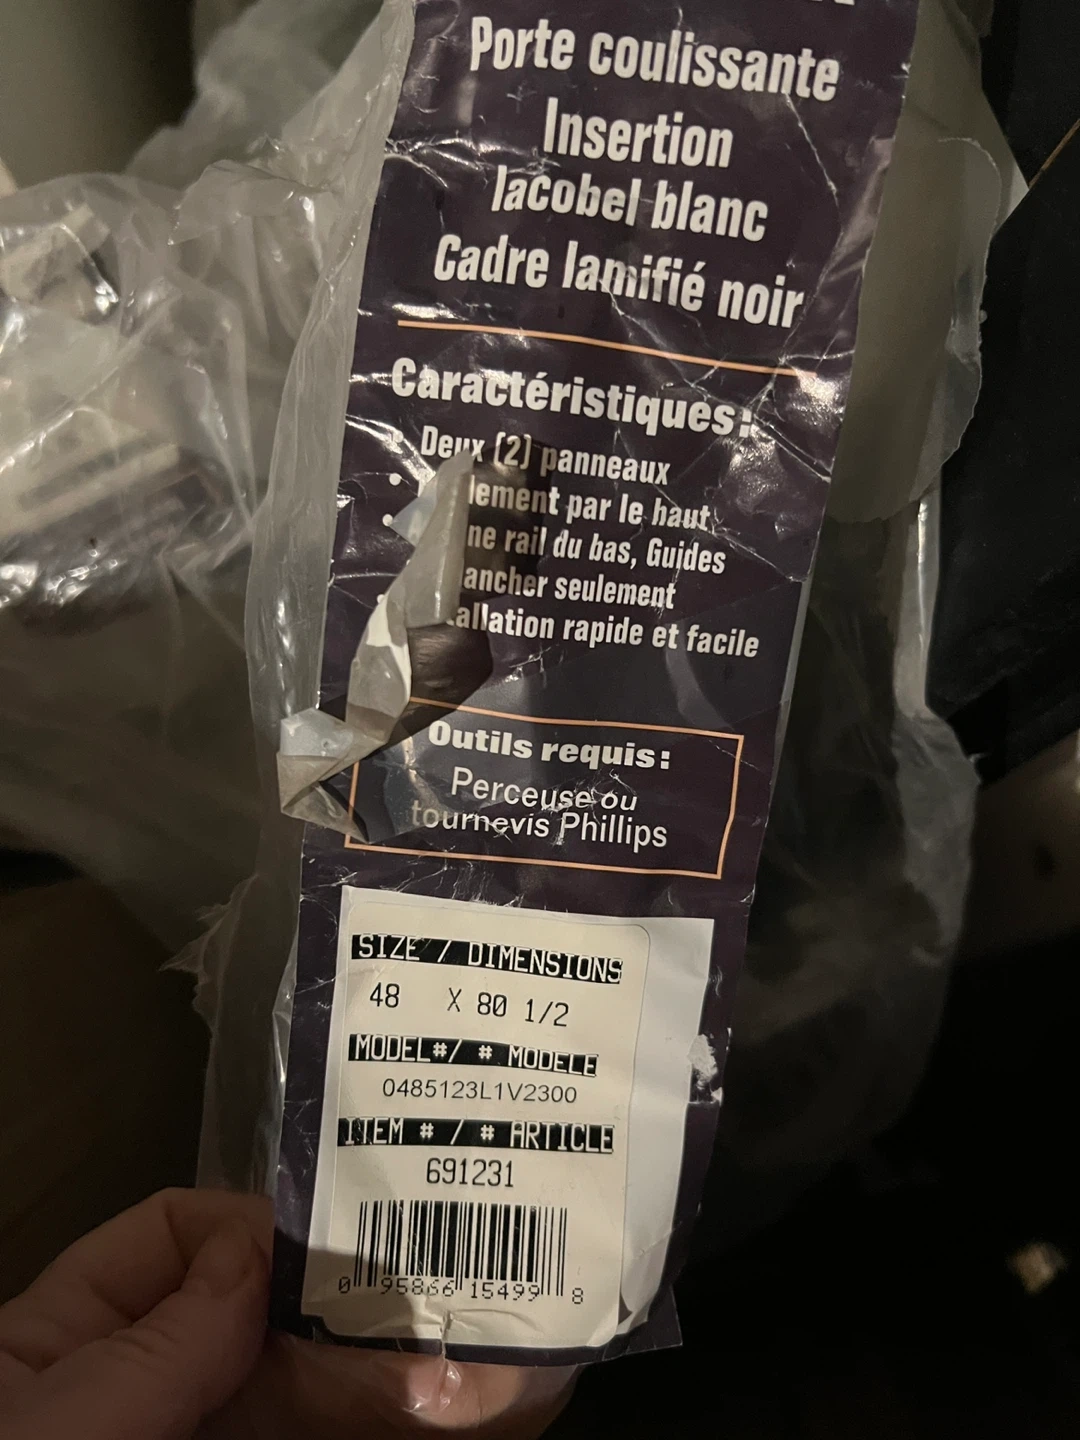 Porte coulissante
Insertion
lacobel blanc
Cadre lamifié noir
Caractéristiques:
• Deux (2) panneaux
• lement par le haut
• ne rail du bas, Guides
ancher seulement
• allation rapide et facile
Outils requis:
Perceuse ou
tournevis Phillips
SIZE / DIMENSIONS
48 X 80 1/2
MODEL#/ # MODELE
0485123L1V2300
ITEM # / # ARTICLE
691231
0 95866 15499 8